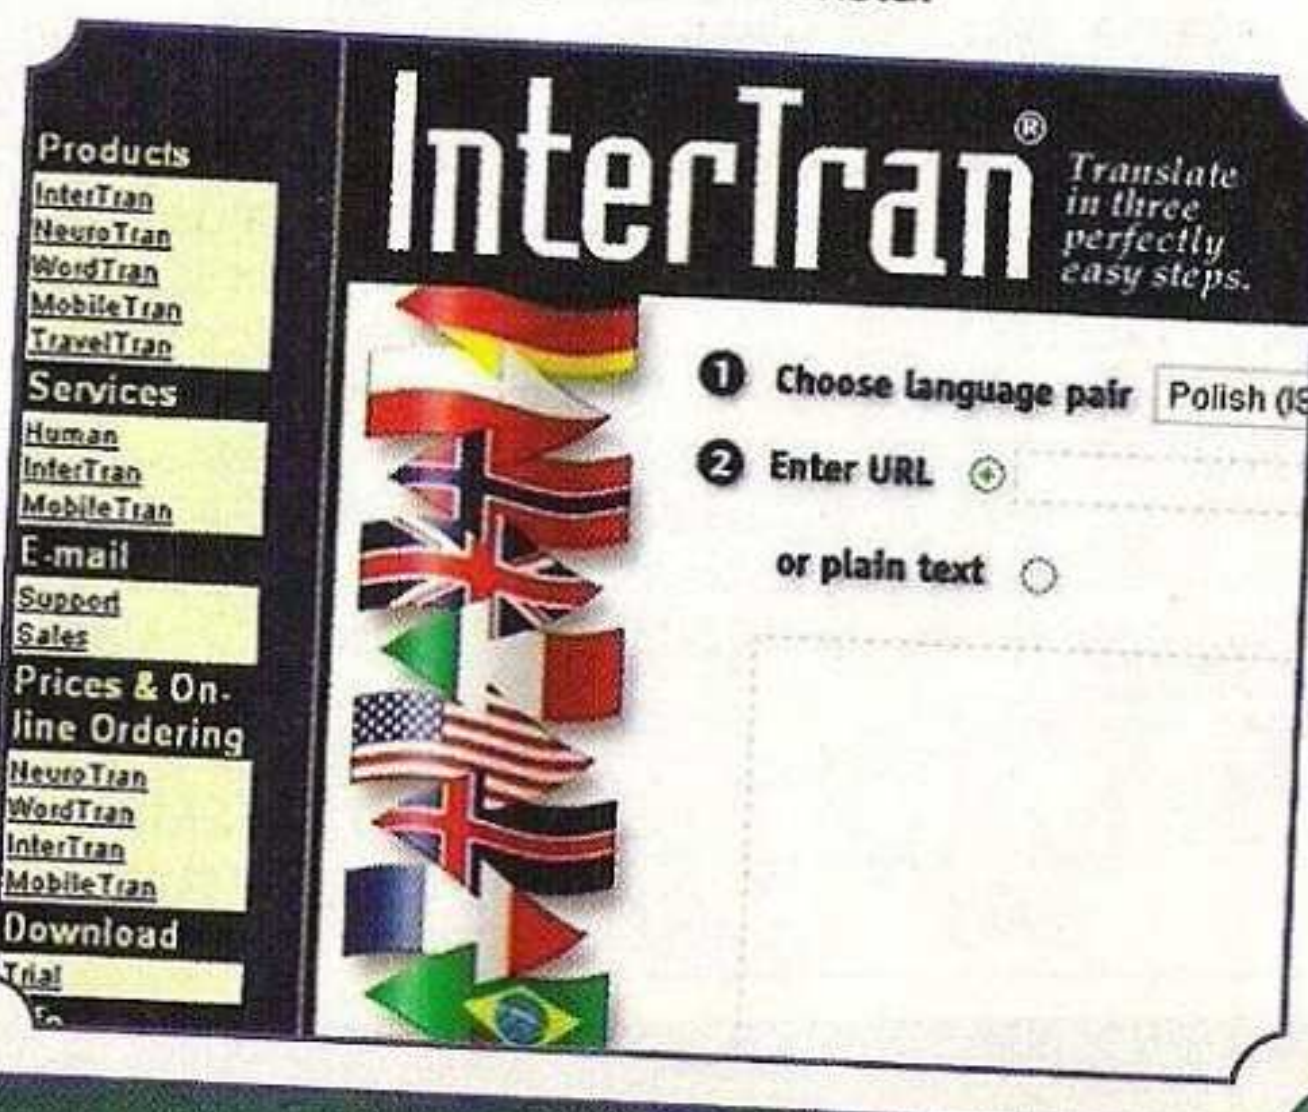 Products
InterTran
NeuroTran
WordTran
MobileTran
TravelTran
Services
Human
InterTran
MobileTran
E-mail
Support
Sales
Prices & On-
line Ordering
NeuroTran
WordTran
InterTran
MobileTran
Download
Trial
InterTran®
Translate
in three
perfectly
easy steps.
1 Choose language pair Polish (IS
2 Enter URL
or plain text